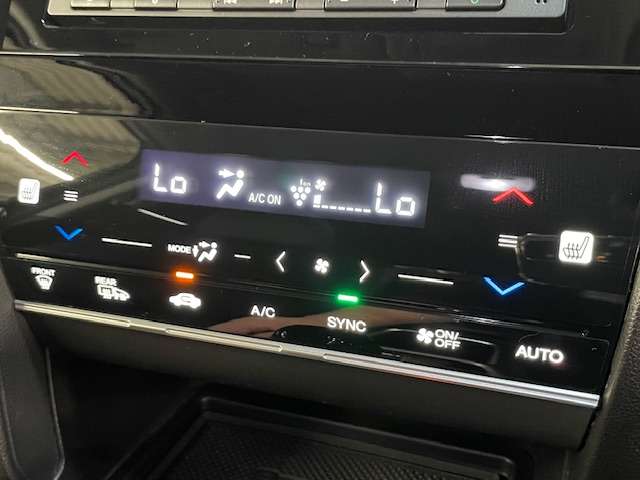 Lo A/C ON Lo
MODE
FRONT REAR A/C SYNC ON/OFF AUTO